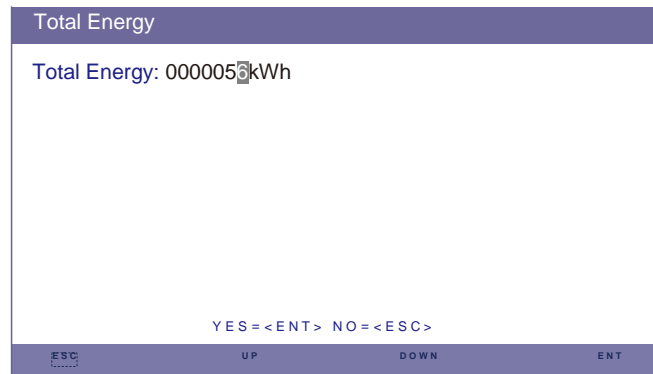 Total Energy
Total Energy: 0000056kWh
YES=<ENT> NO=<ESC>
ESC UP DOWN ENT